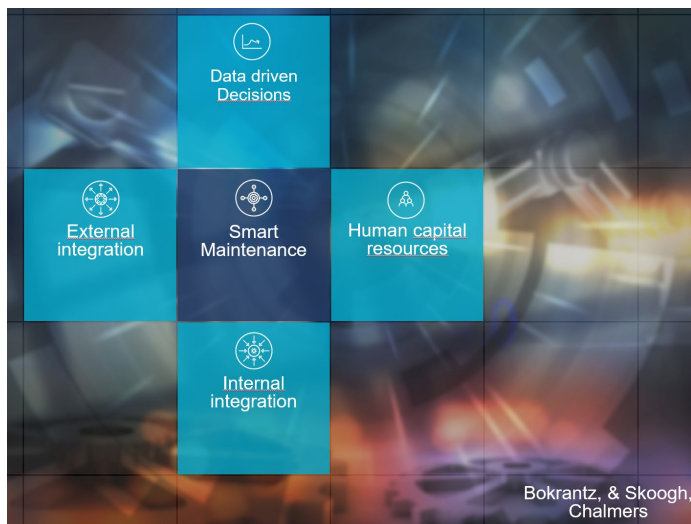 Data driven
Decisions
External
integration
Smart
Maintenance
Human capital
resources
Internal
integration
Bokrantz, & Skoogh,
Chalmers